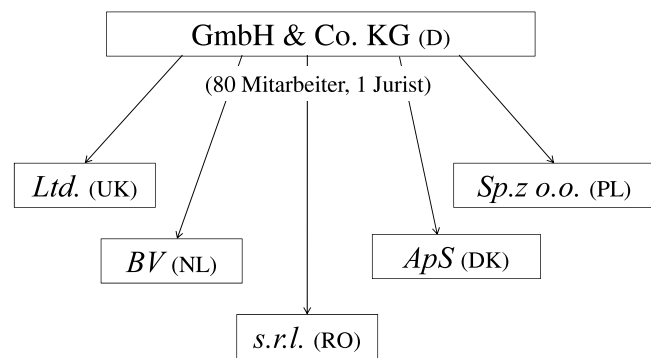 GmbH & Co. KG (D)
(80 Mitarbeiter, 1 Jurist)
Ltd. (UK)
Sp.z o.o. (PL)
BV (NL)
ApS (DK)
s.r.l. (RO)